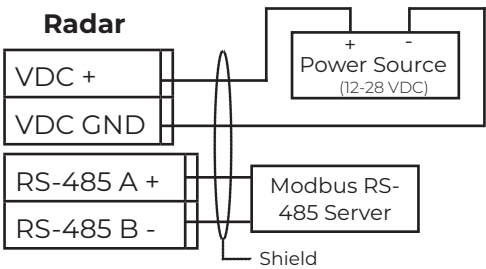 Radar
+ -
Power Source
(12-28 VDC)
VDC +
VDC GND
RS-485 A +
RS-485 B -
Modbus RS-
485 Server
Shield